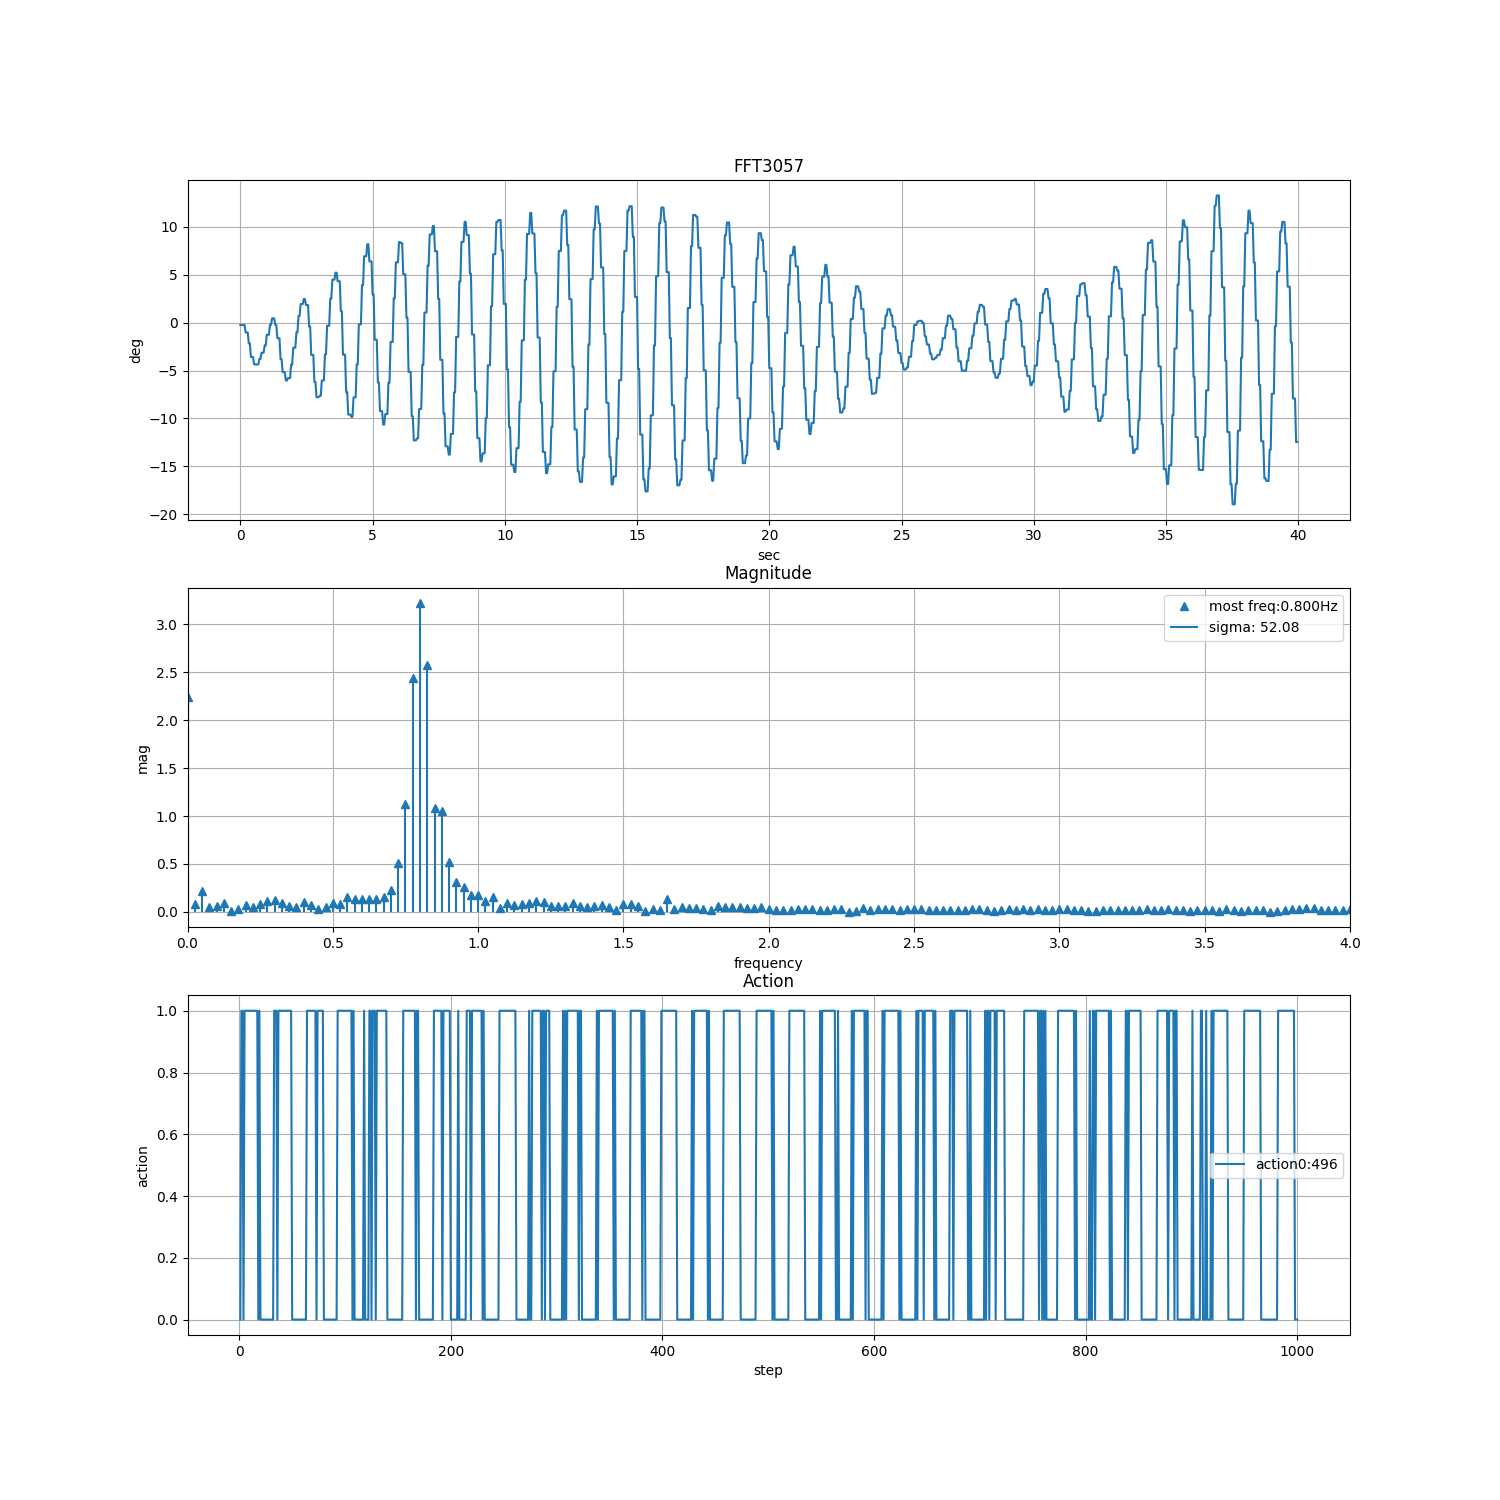 FFT3057
10
5
0
−5
−10
−15
−20
deg
0 5 10 15 20 25 30 35 40
sec
Magnitude
most freq:0.800Hz
sigma: 52.08
3.0
2.5
2.0
1.5
1.0
0.5
0.0
mag
0.0 0.5 1.0 1.5 2.0 2.5 3.0 3.5 4.0
frequency
Action
1.0
0.8
0.6
0.4
0.2
0.0
action
action0:496
0 200 400 600 800 1000
step